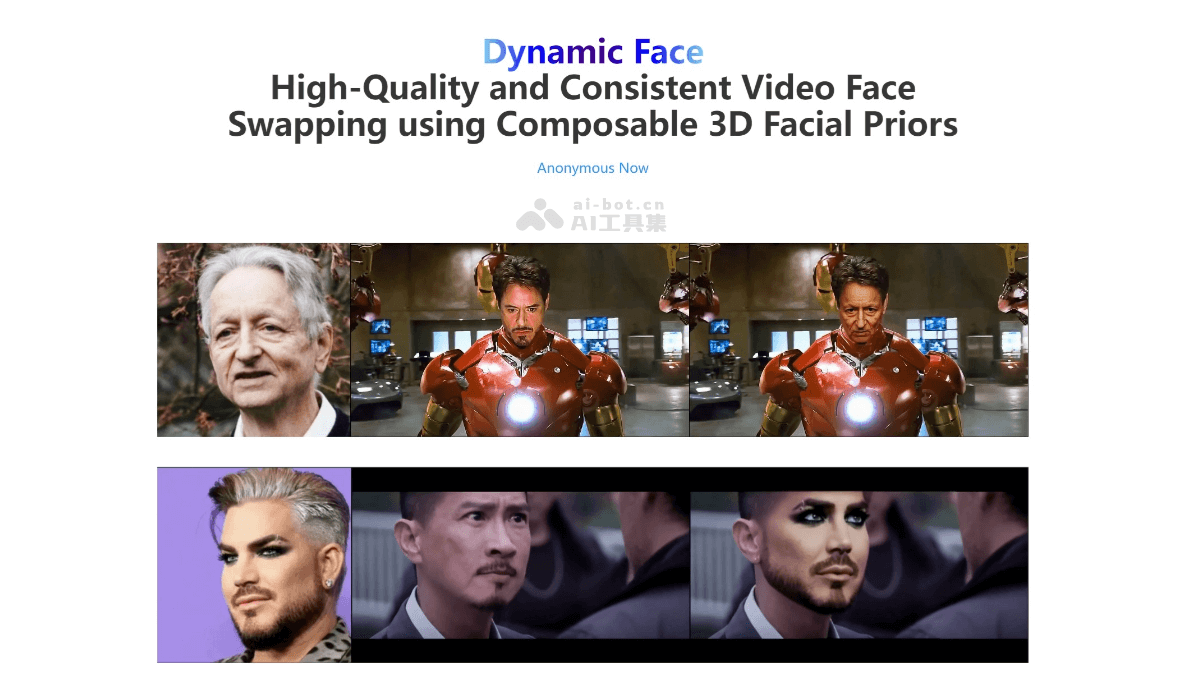 Dynamic Face
High-Quality and Consistent Video Face
Swapping using Composable 3D Facial Priors
Anonymous Now
ai-bot.cn
AI工具集